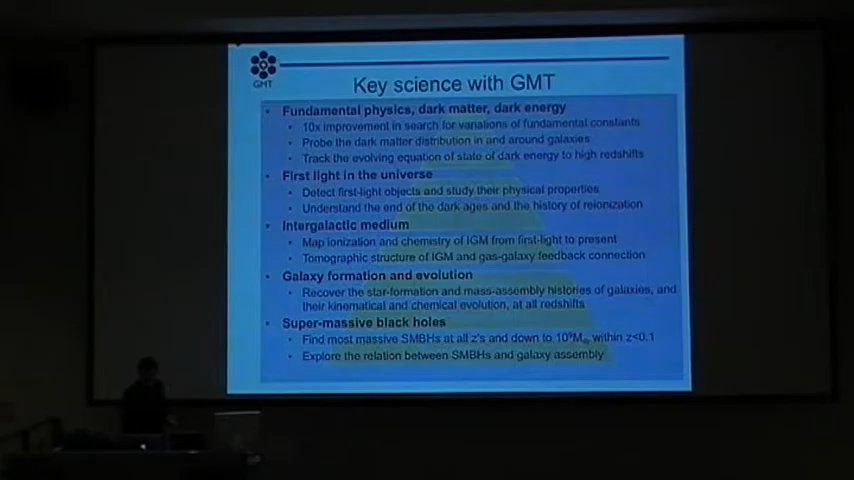 GMT
Key science with GMT
• Fundamental physics, dark matter, dark energy
• 10x improvement in search for variations of fundamental constants
• Probe the dark matter distribution in and around galaxies
• Track the evolving equation of state of dark energy to high redshifts
• First light in the universe
• Detect first-light objects and study their physical properties
• Understand the end of the dark ages and the history of reionization
• Intergalactic medium
• Map ionization and chemistry of IGM from first-light to present
• Tomographic structure of IGM and gas-galaxy feedback connection
• Galaxy formation and evolution
• Recover the star-formation and mass-assembly histories of galaxies, and
their kinematical and chemical evolution, at all redshifts
• Super-massive black holes
• Find most massive SMBHs at all z's and down to within z<0.1
• Explore the relation between SMBHs and galaxy assembly